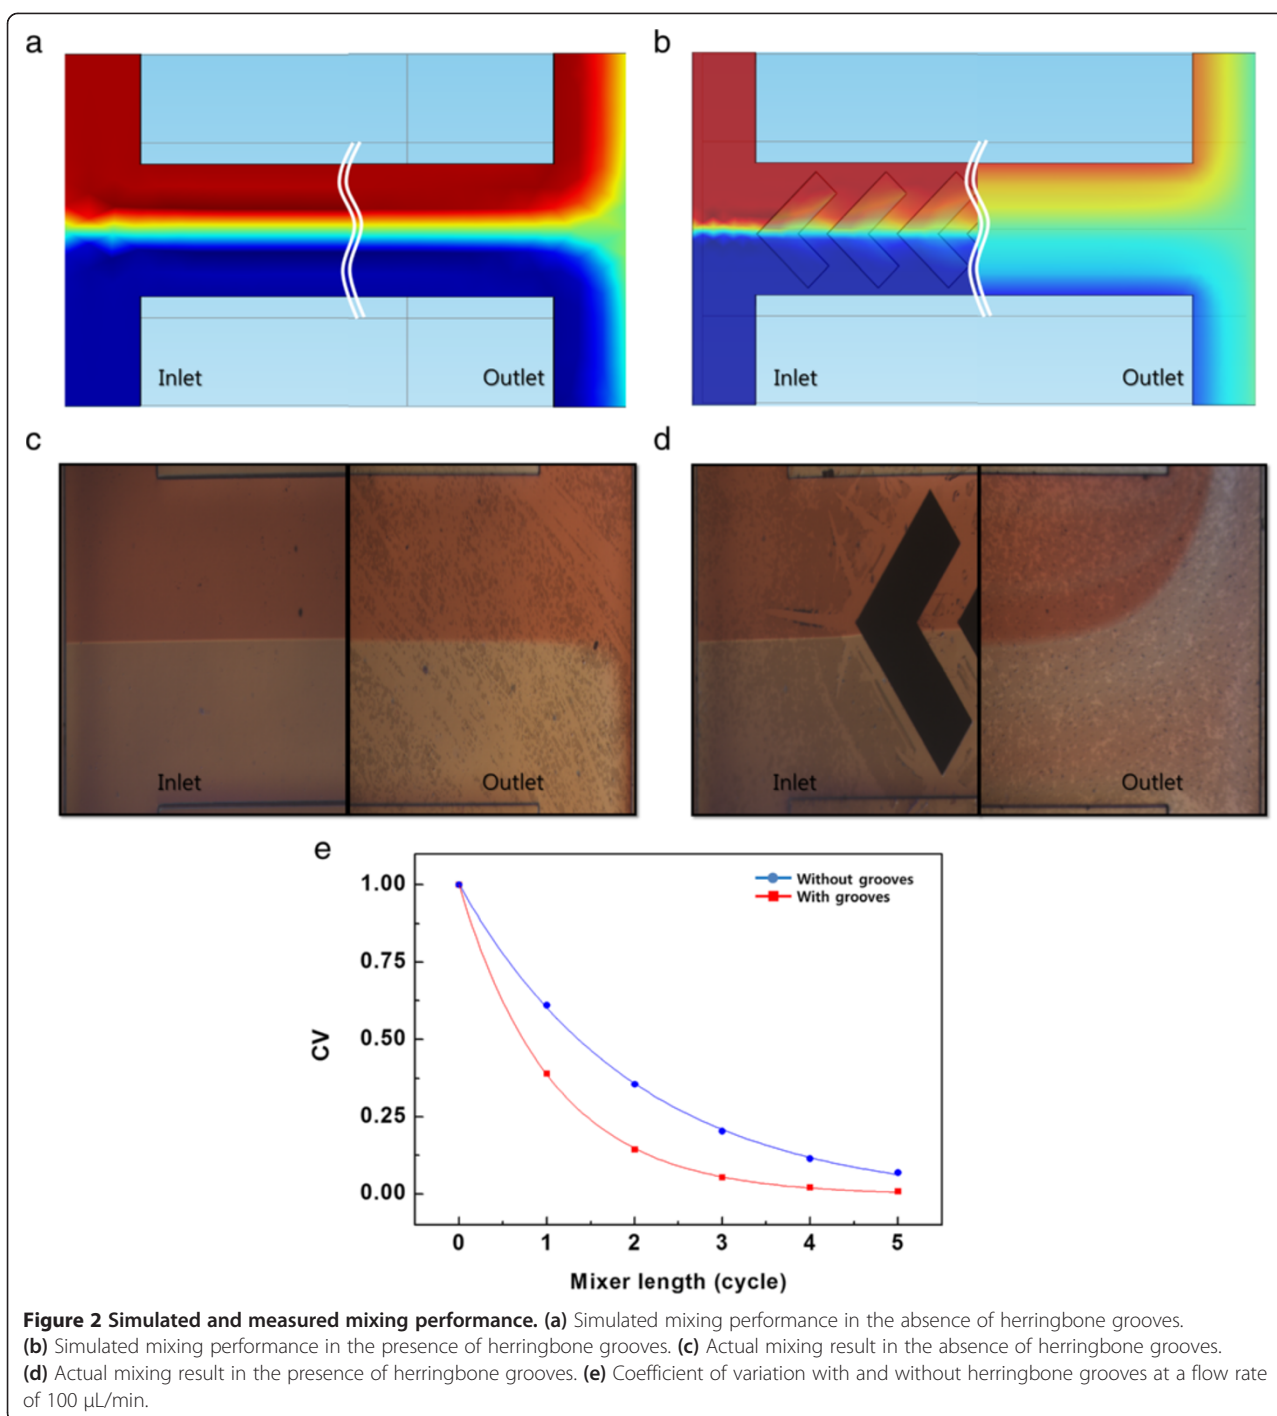 a
b
Inlet
Outlet
Inlet
Outlet
c
d
Inlet
Outlet
Inlet
Outlet
e
1.00
0.75
0.50
0.25
0.00
CV
Without grooves
With grooves
0 1 2 3 4 5
Mixer length (cycle)
Figure 2 Simulated and measured mixing performance. (a) Simulated mixing performance in the absence of herringbone grooves.
(b) Simulated mixing performance in the presence of herringbone grooves. (c) Actual mixing result in the absence of herringbone grooves.
(d) Actual mixing result in the presence of herringbone grooves. (e) Coefficient of variation with and without herringbone grooves at a flow rate
of 100 μL/min.